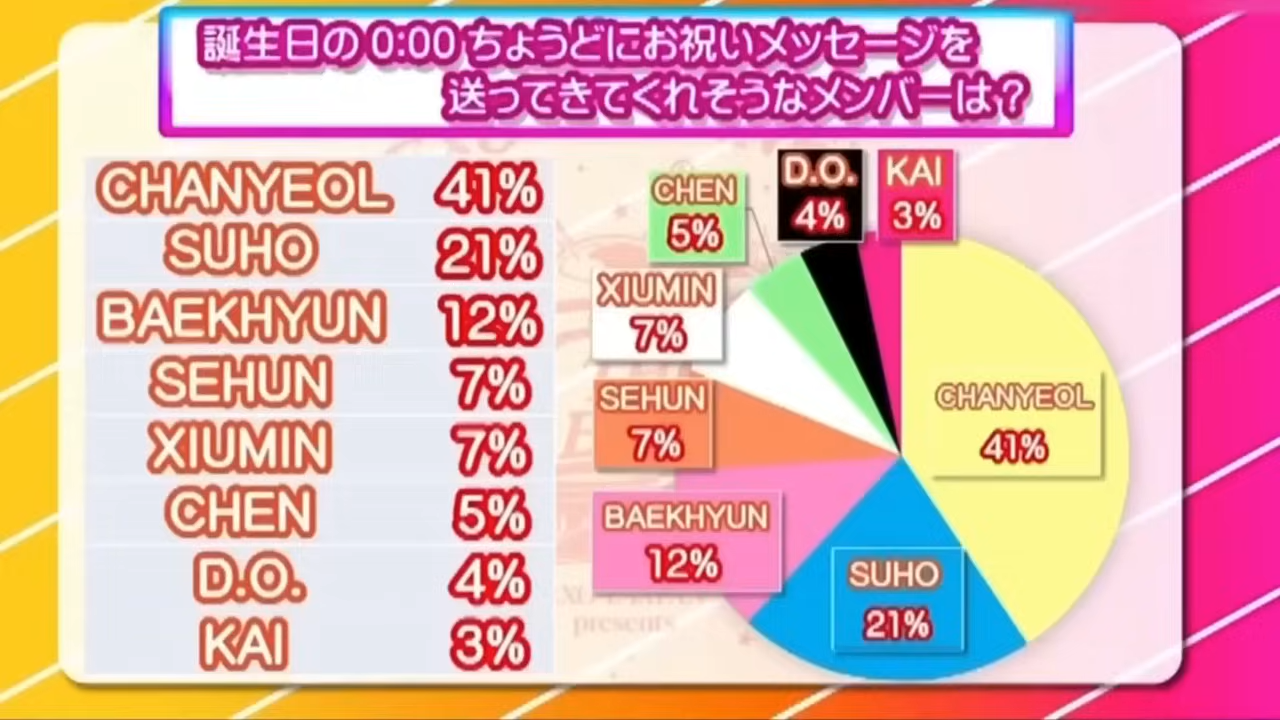 誕生日の0:00ちょうどにお祝いメッセージを
送ってきてくれそうなメンバーは？
CHANYEOL 41%
SUHO 21%
BAEKHYUN 12%
SEHUN 7%
XIUMIN 7%
CHEN 5%
D.O. 4%
KAI 3%
CHEN
5%
D.O.
4%
KAI
3%
XIUMIN
7%
SEHUN
7%
CHANYEOL
41%
BAEKHYUN
12%
SUHO
21%
presents